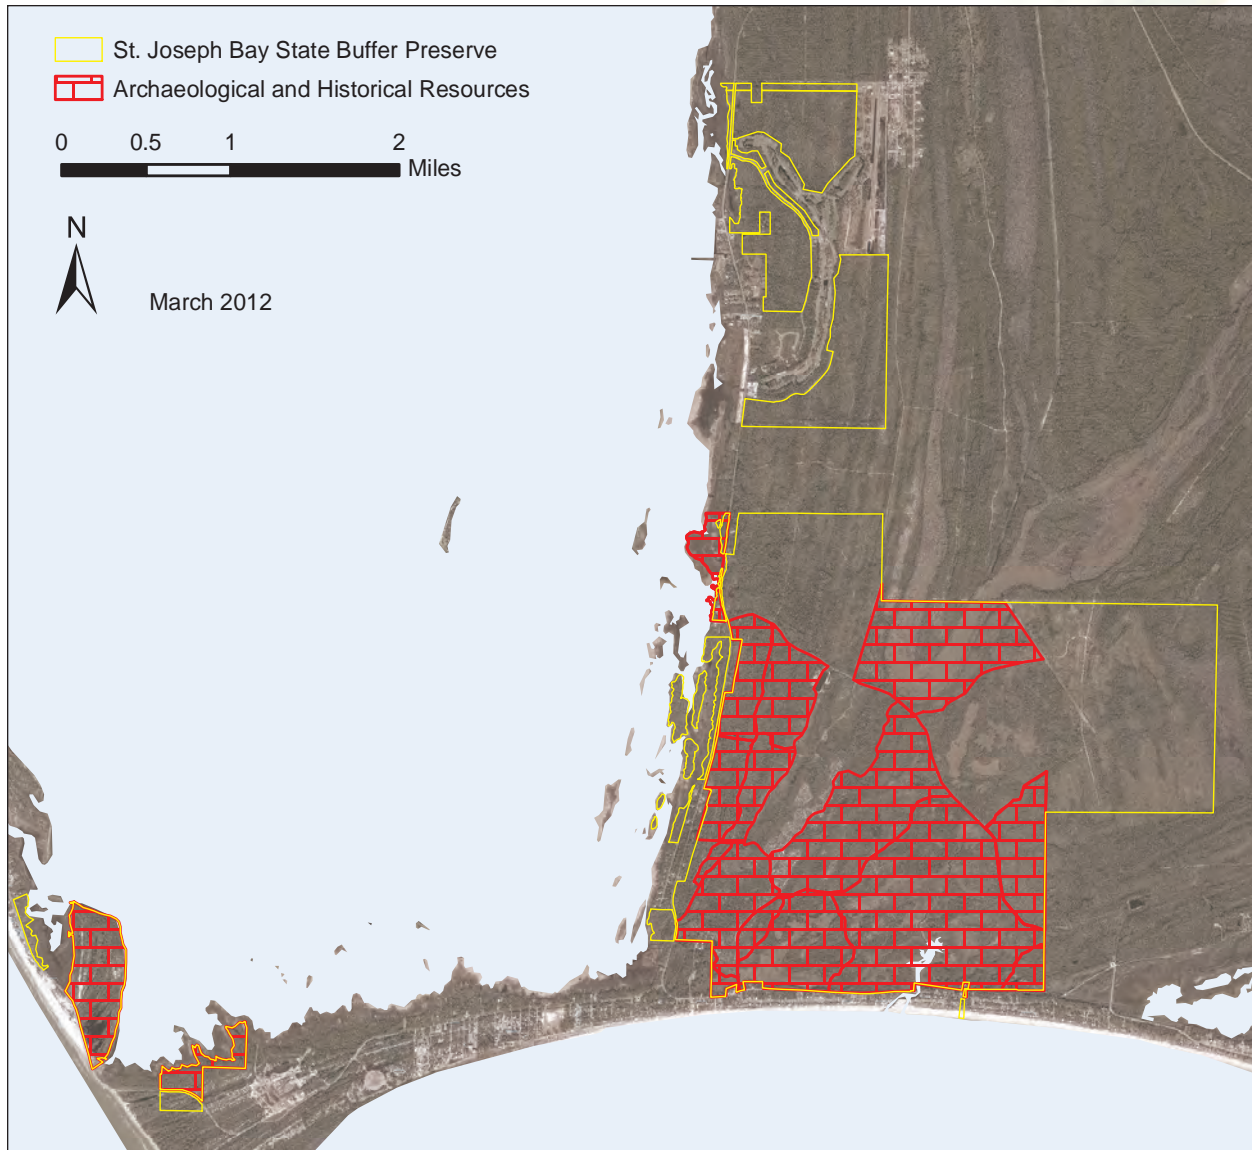 St. Joseph Bay State Buffer Preserve
Archaeological and Historical Resources
0 0.5 1 2
Miles
N
March 2012